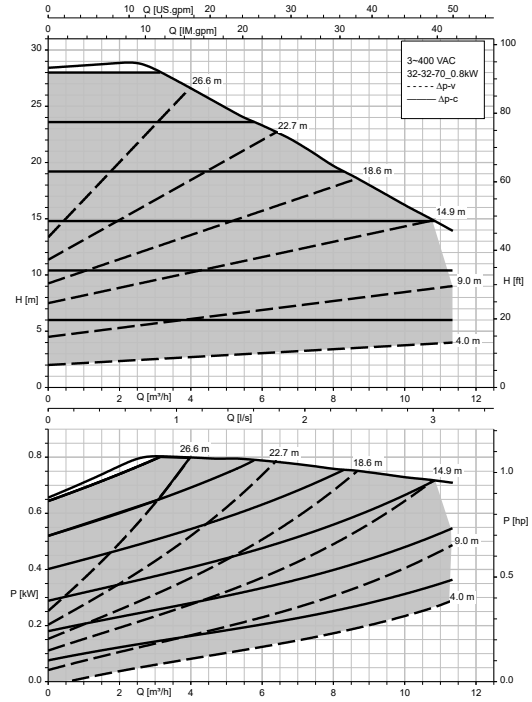 Q [US.gpm]
0 10 20 30 40 50
Q [IM.gpm]
0 10 20 30 40
30 25 20 15 10 5 0
H [m]
100 80 60 40 20 0
H [ft]
3~400 VAC
32-32-70_0.8kW
Δp-v
Δp-c
26.6 m
22.7 m
18.6 m
14.9 m
9.0 m
4.0 m
0 2 4 6 8 10 12
Q [m³/h]
0 1 2 3
Q [l/s]
0.8 0.6 0.4 0.2 0.0
P [kW]
1.0 0.5 0.0
P [hp]
26.6 m
22.7 m
18.6 m
14.9 m
9.0 m
4.0 m
0 2 4 6 8 10 12
Q [m³/h]